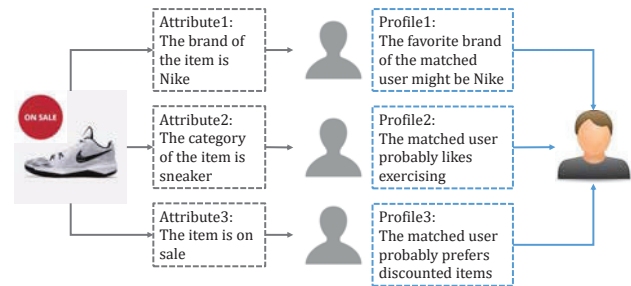 Attribute1:
The brand of
the item is
Nike
Profile1:
The favorite brand
of the matched
user might be Nike
ON SALE
Attribute2:
The category
of the item is
sneaker
Profile2:
The matched user
probably likes
exercising
Attribute3:
The item is on
sale
Profile3:
The matched user
probably prefers
discounted items